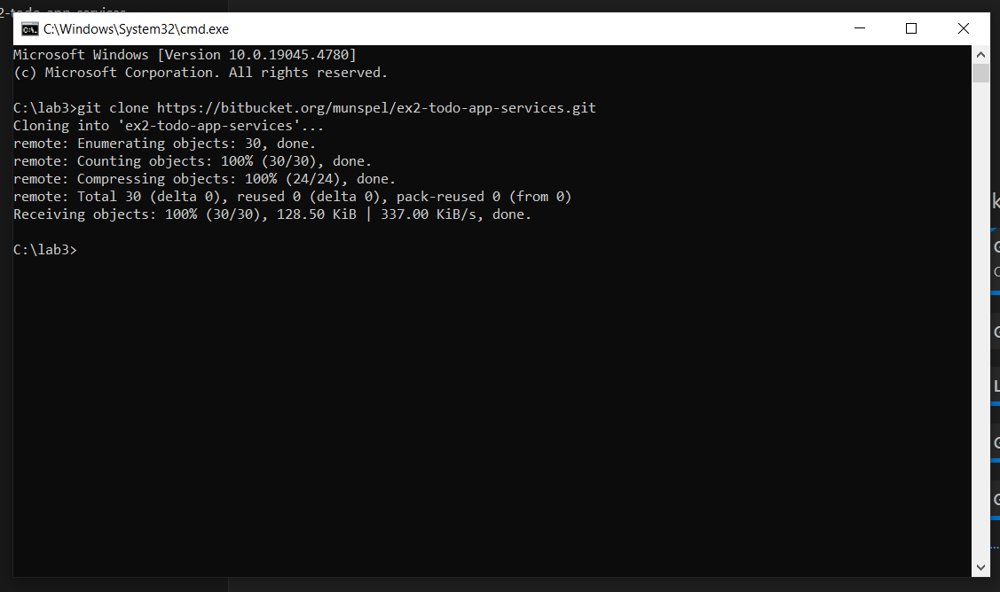 C:\Windows\System32\cmd.exe
Microsoft Windows [Version 10.0.19045.4780]
(c) Microsoft Corporation. All rights reserved.
C:\lab3>git clone https://bitbucket.org/munspel/ex2-todo-app-services.git
Cloning into 'ex2-todo-app-services'...
remote: Enumerating objects: 30, done.
remote: Counting objects: 100% (30/30), done.
remote: Compressing objects: 100% (24/24), done.
remote: Total 30 (delta 0), reused 0 (delta 0), pack-reused 0 (from 0)
Receiving objects: 100% (30/30), 128.50 KiB | 337.00 KiB/s, done.
C:\lab3>